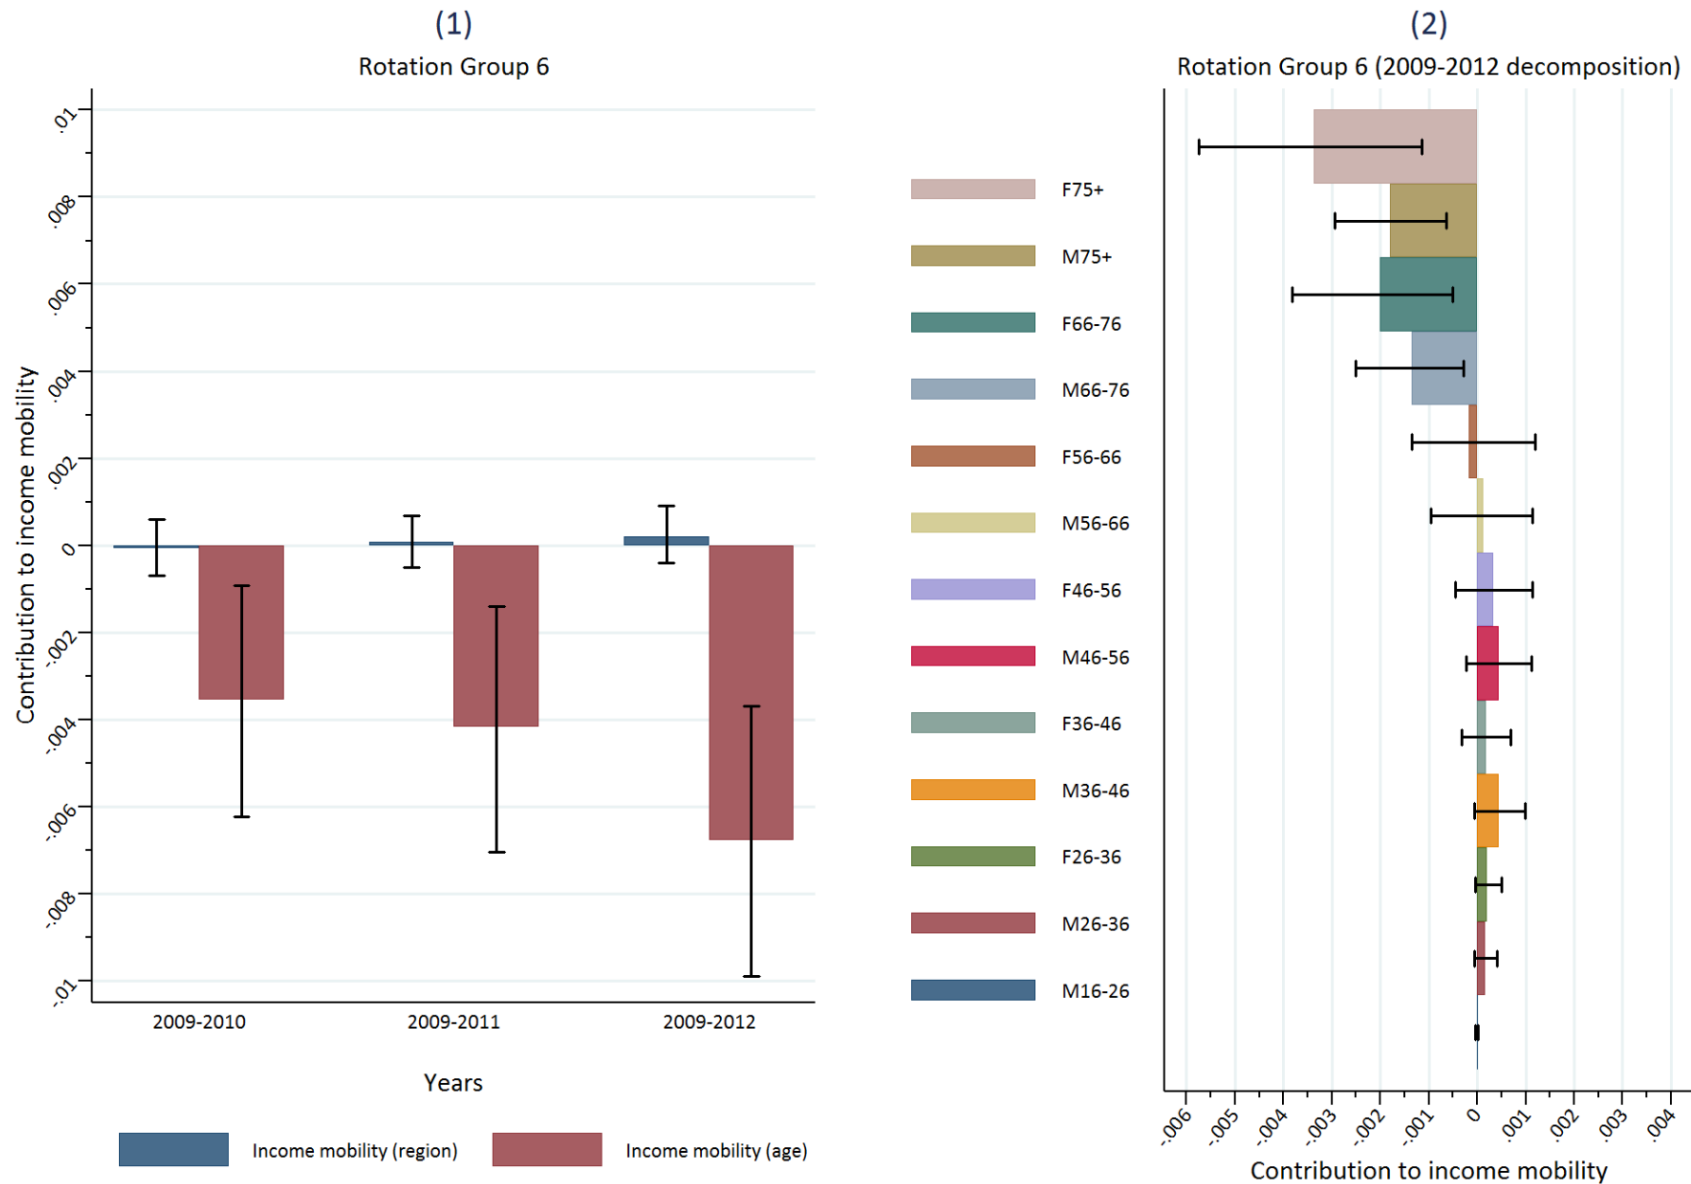 (1)
Rotation Group 6
Contribution to income mobility
.01
.008
.006
.004
.002
0
-.002
-.004
-.006
-.008
-.01
2009-2010
2009-2011
2009-2012
Years
Income mobility (region)
Income mobility (age)
F75+
M75+
F66-76
M66-76
F56-66
M56-66
F46-56
M46-56
F36-46
M36-46
F26-36
M26-36
M16-26
(2)
Rotation Group 6 (2009-2012 decomposition)
-.006
-.005
-.004
-.003
-.002
-.001
0
.001
.002
.003
.004
Contribution to income mobility